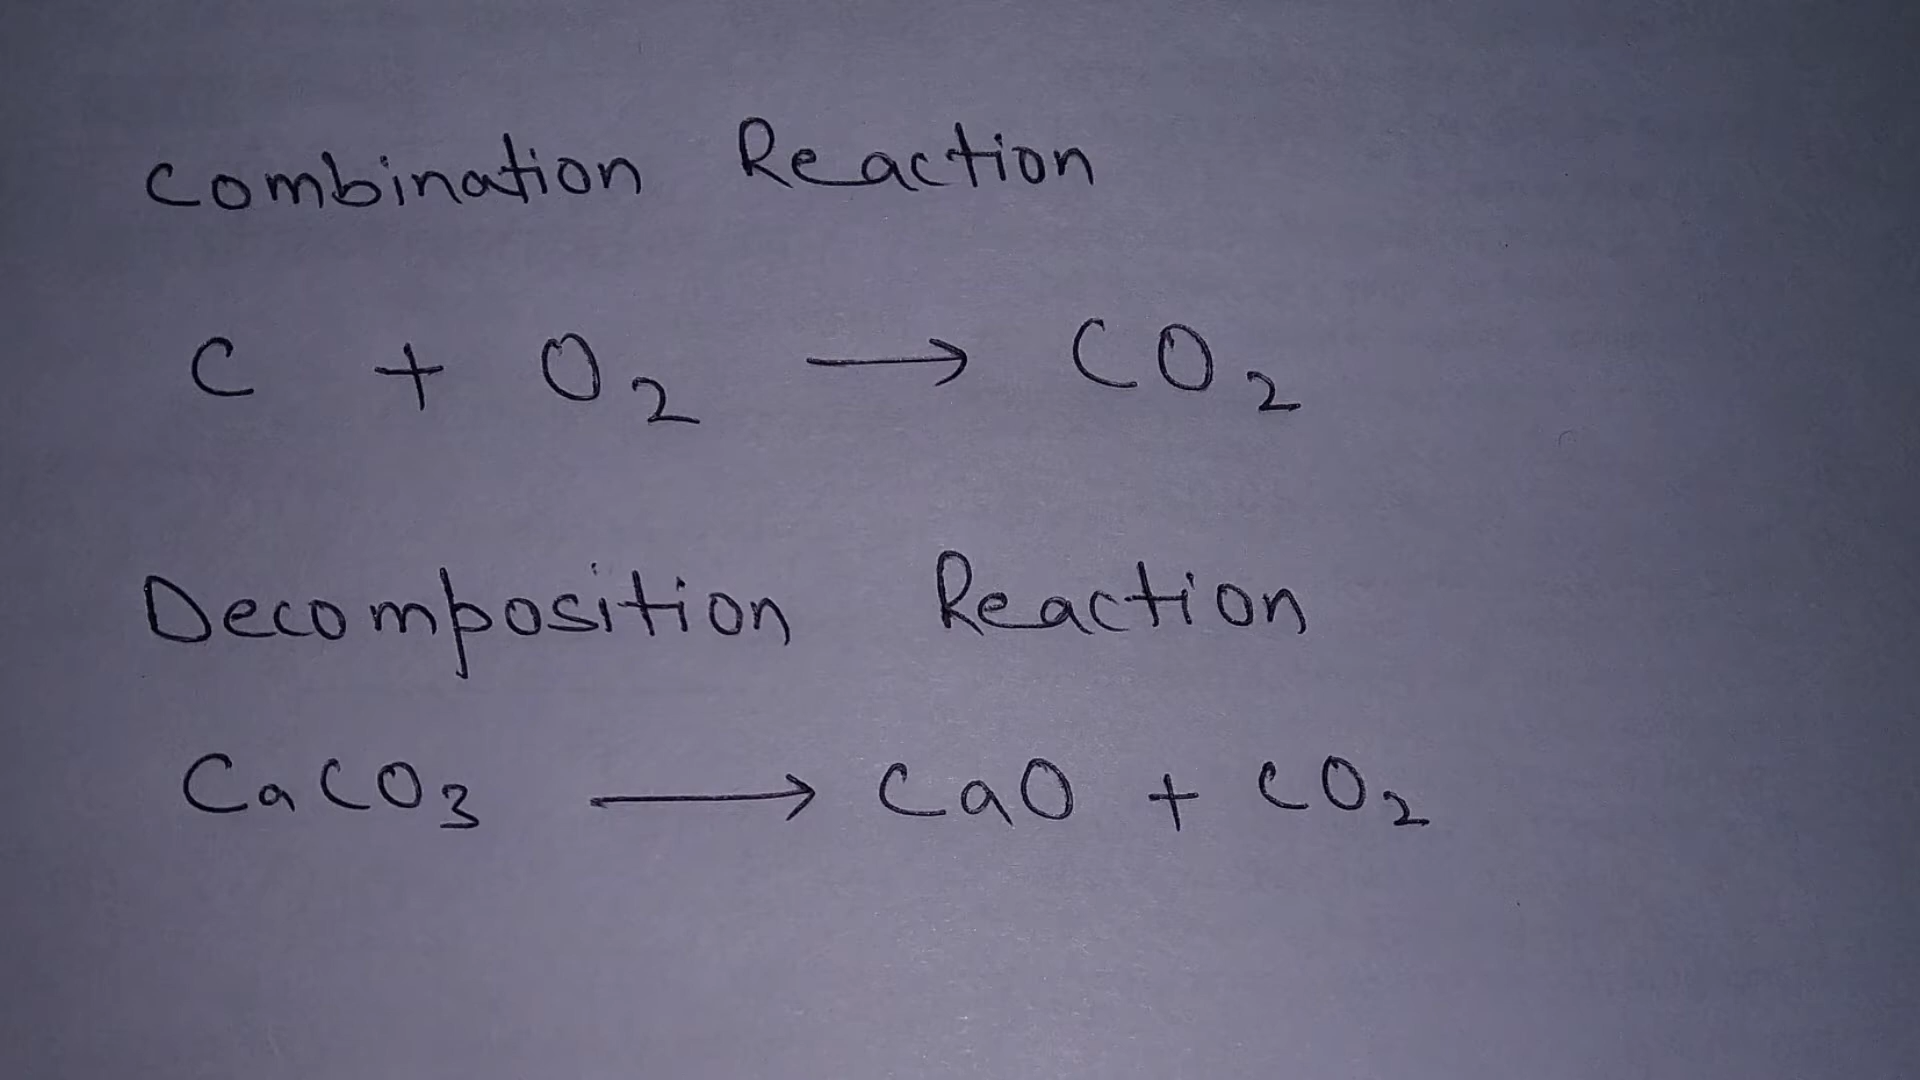 Combination Reaction
C + O₂ → CO₂
Decomposition Reaction
CaCO₃ → CaO + CO₂